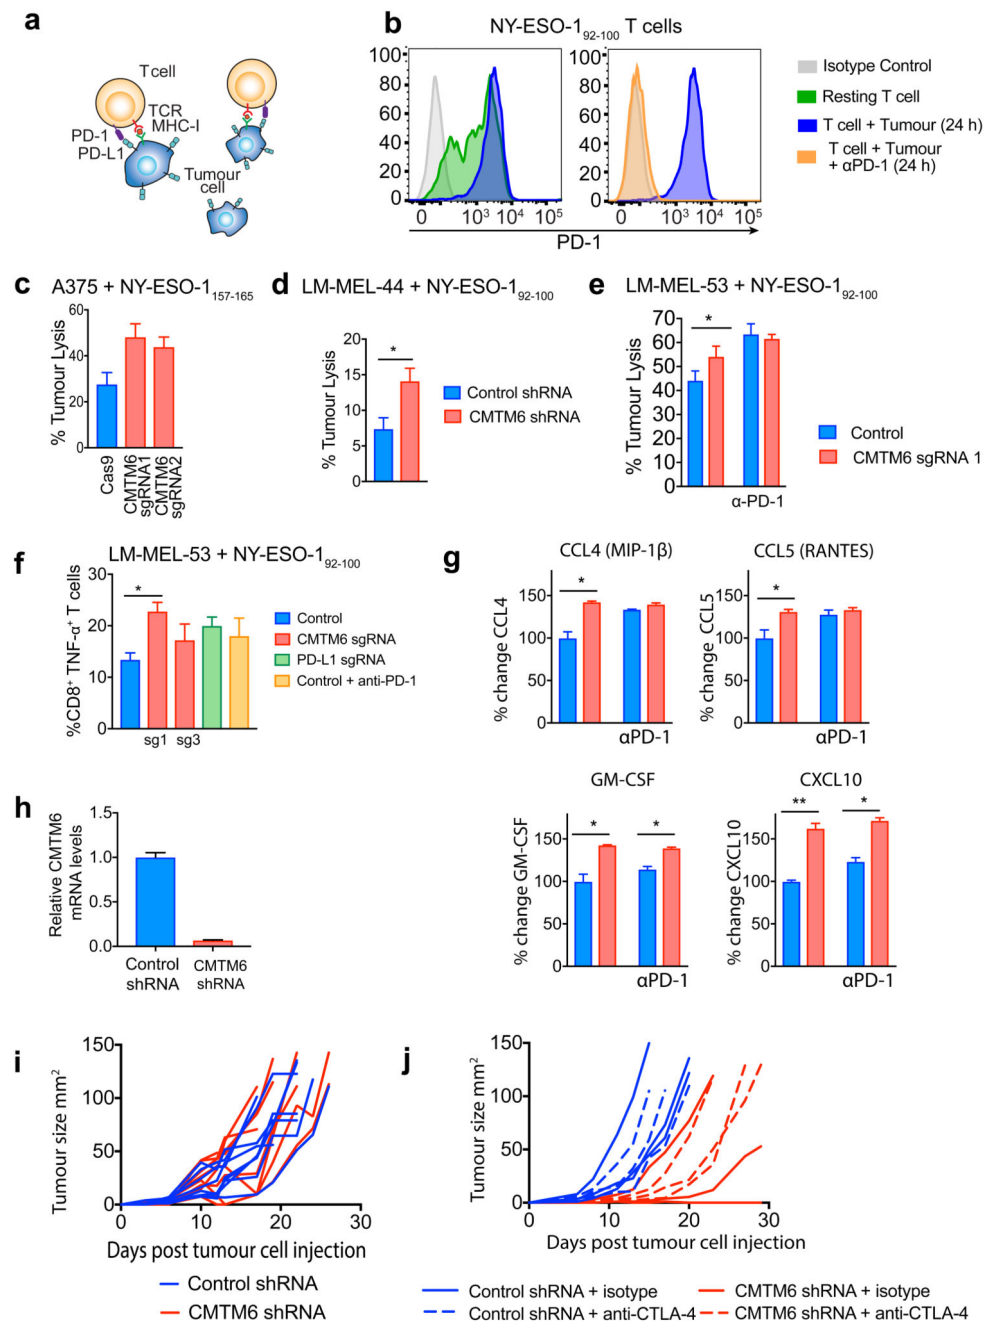 a
T cell
TCR
MHC-I
PD-1
PD-L1
Tumour
cell
b
NY-ESO-1₉₂₋₁₀₀ T cells
100
80
60
40
20
0
0 10³ 10⁴ 10⁵
100
80
60
40
20
0
0 10³ 10⁴ 10⁵
PD-1
Isotype Control
Resting T cell
T cell + Tumour (24 h)
T cell + Tumour
+ αPD-1 (24 h)
c
A375 + NY-ESO-1₁₅₇₋₁₆₅
% Tumour Lysis
60
40
20
0
Cas9
CMTM6
sgRNA1
CMTM6
sgRNA2
d
LM-MEL-44 + NY-ESO-1₉₂₋₁₀₀
% Tumour Lysis
20
15
10
5
0
*
Control shRNA
CMTM6 shRNA
e
LM-MEL-53 + NY-ESO-1₉₂₋₁₀₀
% Tumour Lysis
70
60
50
40
30
20
10
0
*
α-PD-1
Control
CMTM6 sgRNA 1
f
LM-MEL-53 + NY-ESO-1₉₂₋₁₀₀
%CD8⁺ TNF-α⁺ T cells
30
20
10
0
*
sg1 sg3
Control
CMTM6 sgRNA
PD-L1 sgRNA
Control + anti-PD-1
g
CCL4 (MIP-1β)
% change CCL4
150
100
50
0
*
αPD-1
CCL5 (RANTES)
% change CCL5
150
100
50
0
*
αPD-1
GM-CSF
% change GM-CSF
150
100
50
0
* *
αPD-1
CXCL10
% change CXCL10
150
100
50
0
** *
αPD-1
h
Relative CMTM6
mRNA levels
1.5
1.0
0.5
0.0
Control
shRNA
CMTM6
shRNA
i
Tumour size mm²
150
100
50
0
0 10 20 30
Days post tumour cell injection
Control shRNA
CMTM6 shRNA
j
Tumour size mm²
150
100
50
0
0 10 20 30
Days post tumour cell injection
Control shRNA + isotype
Control shRNA + anti-CTLA-4
CMTM6 shRNA + isotype
CMTM6 shRNA + anti-CTLA-4